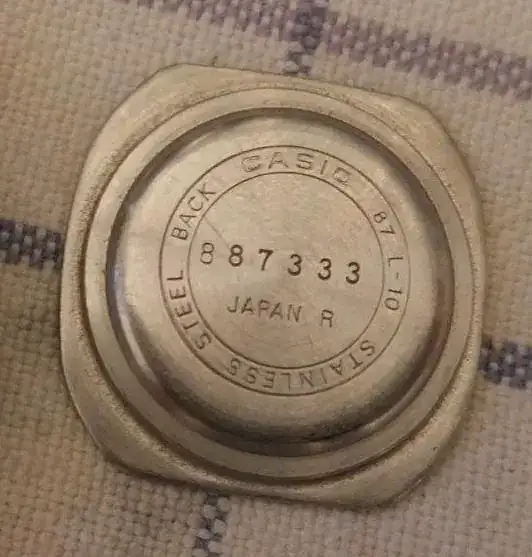 CASIO 87 L-10 STAINLESS STEEL BACK
887333
JAPAN R